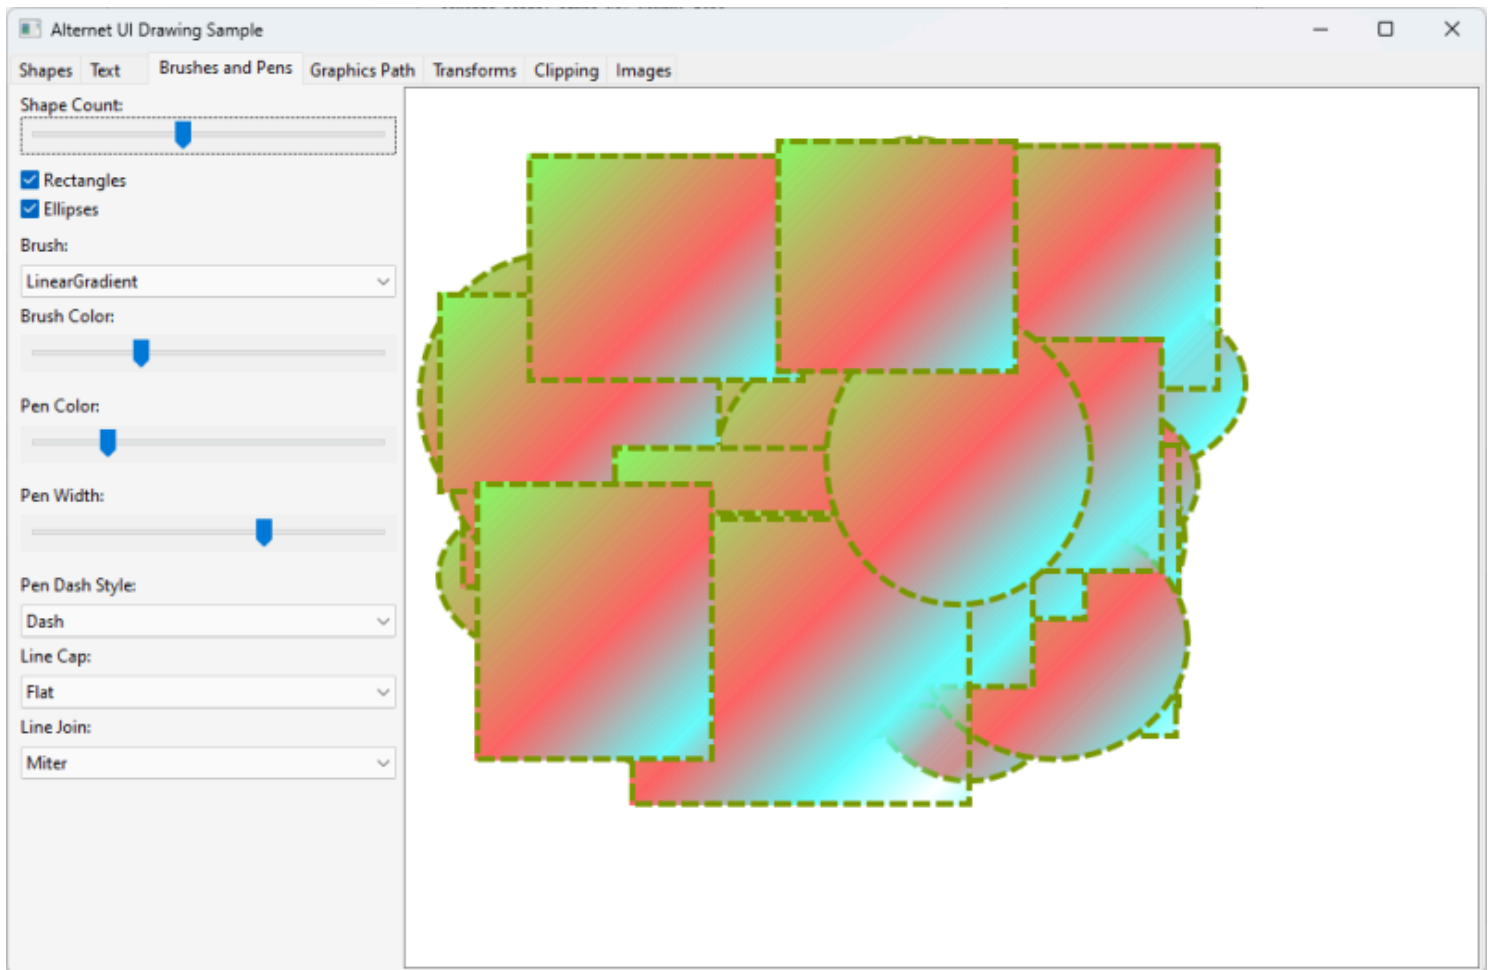 Alternet UI Drawing Sample
Shapes Text Brushes and Pens Graphics Path Transforms Clipping Images
Shape Count:
Rectangles
Ellipses
Brush:
LinearGradient
Brush Color:
Pen Color:
Pen Width:
Pen Dash Style:
Dash
Line Cap:
Flat
Line Join:
Miter